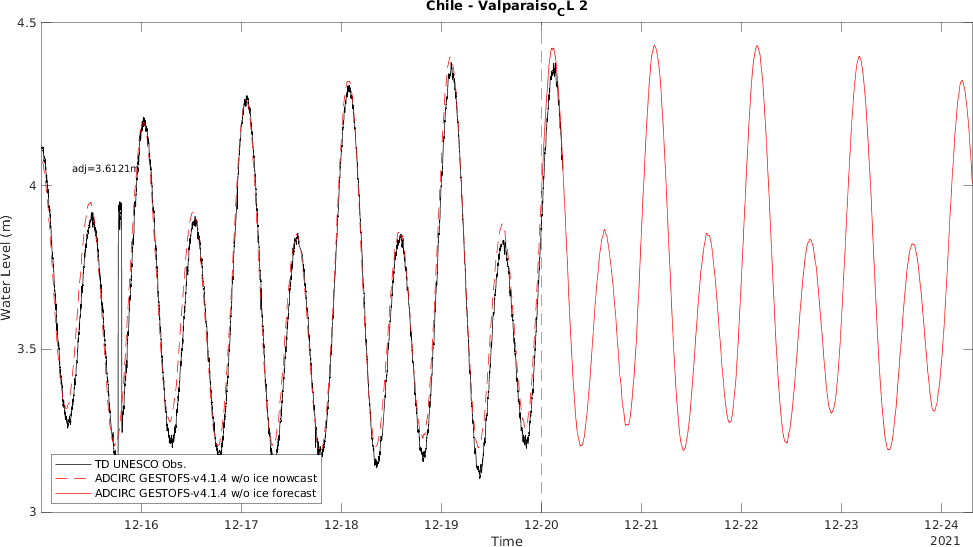 Chile - Valparaiso_CL 2
4.5
4
3.5
3
Water Level (m)
adj=3.6121m
TD UNESCO Obs.
ADCIRC GESTOFS-v4.1.4 w/o ice nowcast
ADCIRC GESTOFS-v4.1.4 w/o ice forecast
12-16 12-17 12-18 12-19 12-20 12-21 12-22 12-23 12-24
Time
2021